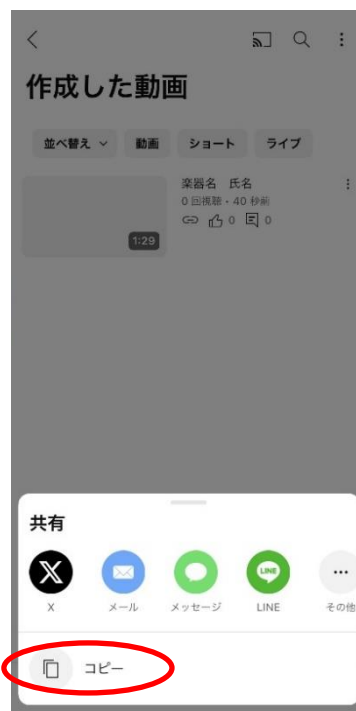 作成した動画
並べ替え 動画 ショート ライブ
楽器名 氏名
0 回視聴・40 秒前
0 0
1:29
共有
X メール メッセージ LINE その他
コピー